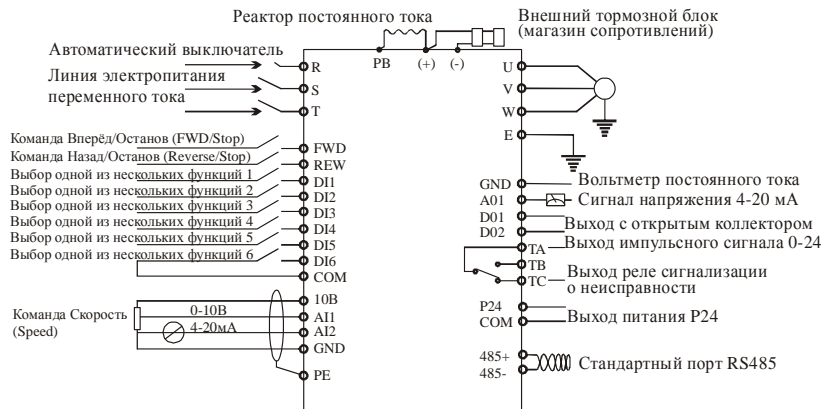 Реактор постоянного тока
Внешний тормозной блок
(магазин сопротивлений)
Автоматический выключатель
Линия электропитания
переменного тока
PB (+) (-)
R
S
T
U
V
W
E
Команда Вперёд/Останов (FWD/Stop)
Команда Назад/Останов (Reverse/Stop)
Выбор одной из нескольких функций 1
Выбор одной из нескольких функций 2
Выбор одной из нескольких функций 3
Выбор одной из нескольких функций 4
Выбор одной из нескольких функций 5
Выбор одной из нескольких функций 6
FWD
REW
DI1
DI2
DI3
DI4
DI5
DI6
COM
Команда Скорость
(Speed)
0-10В
4-20мА
10В
AI1
AI2
GND
PE
GND Вольтметр постоянного тока
A01 Сигнал напряжения 4-20 мА
D01
D02
Выход с открытым коллектором
TA Выход импульсного сигнала 0-24
TB
TC
Выход реле сигнализации
о неисправности
P24
COM
Выход питания P24
485+
485-
Стандартный порт RS485